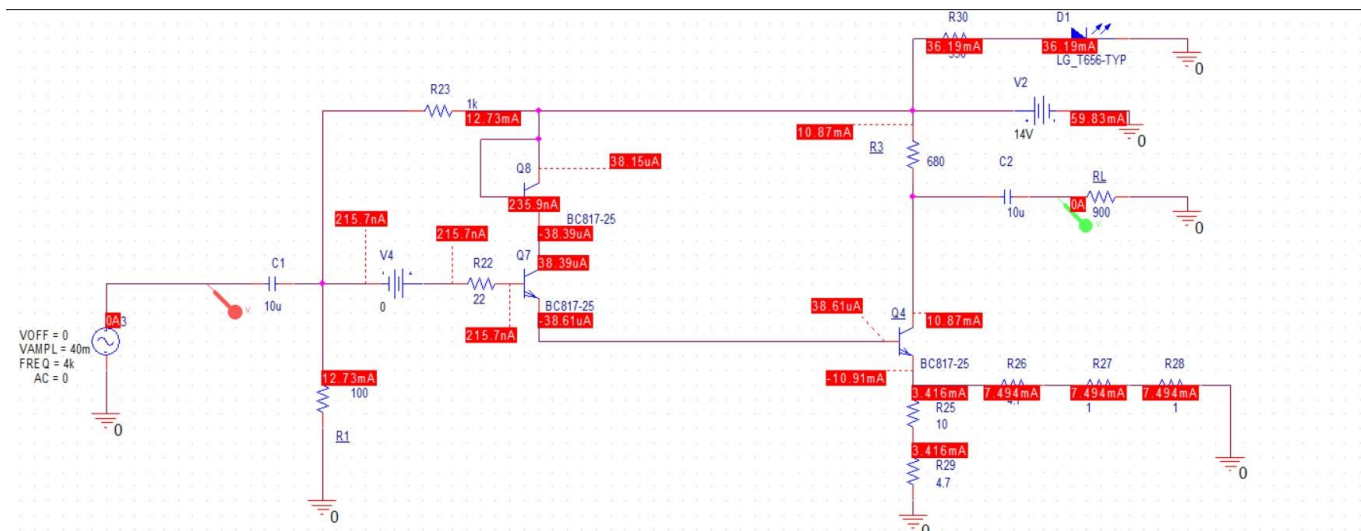 R30
D1
36.19mA
36.19mA
LG_T656-TYP
0
R23
1k
12.73mA
V2
14V
59.83mA
0
10.87mA
R3
680
C2
10u
0A
RL
900
0
Q8
38.15uA
235.9nA
BC817-25
-38.39uA
215.7nA
215.7nA
V4
0
R22
22
Q7
38.39uA
BC817-25
-38.61uA
215.7nA
C1
10u
0A
3
VOFF = 0
VAMPL = 40m
FREQ = 4k
AC = 0
0
12.73mA
100
R1
0
38.61uA
Q4
10.87mA
BC817-25
-10.91mA
3.416mA
R25
10
R26
7.494mA
R27
7.494mA
1
R28
7.494mA
1
0
3.416mA
R29
4.7
0